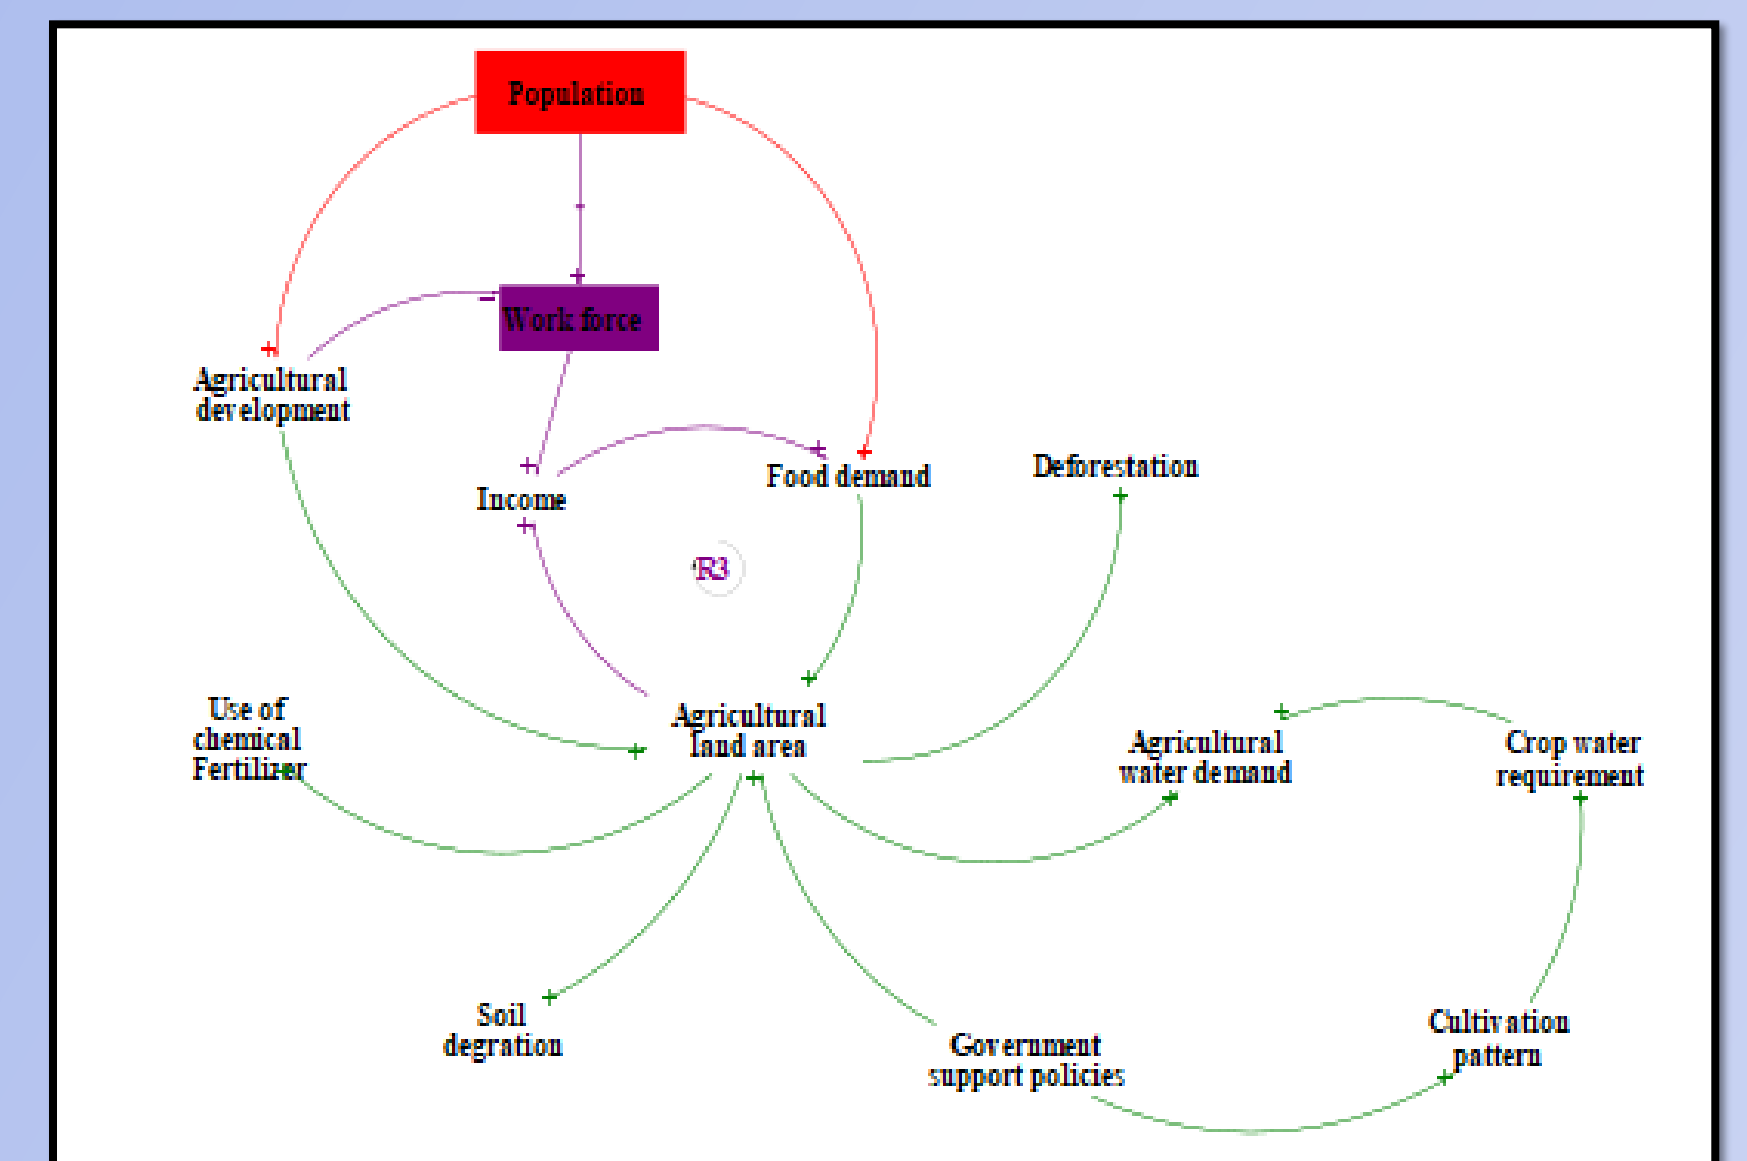 Population
Work force
Agricultural
development
Income
Food demand
Deforestation
R3
Use of
chemical
Fertilizer
Agricultural
land area
Agricultural
water demand
Crop water
requirement
Soil
degration
Government
support policies
Cultivation
pattern